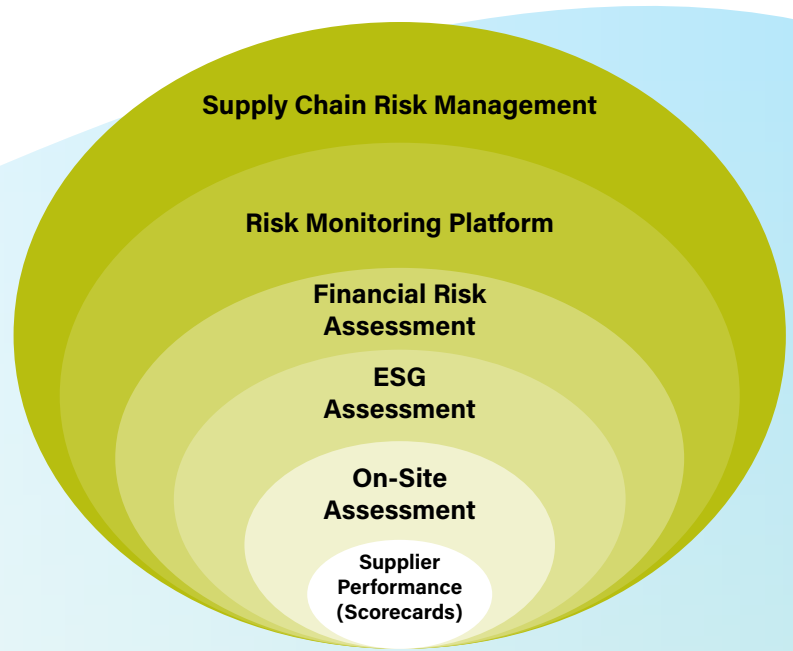 Supply Chain Risk Management
Risk Monitoring Platform
Financial Risk
Assessment
ESG
Assessment
On-Site
Assessment
Supplier
Performance
(Scorecards)